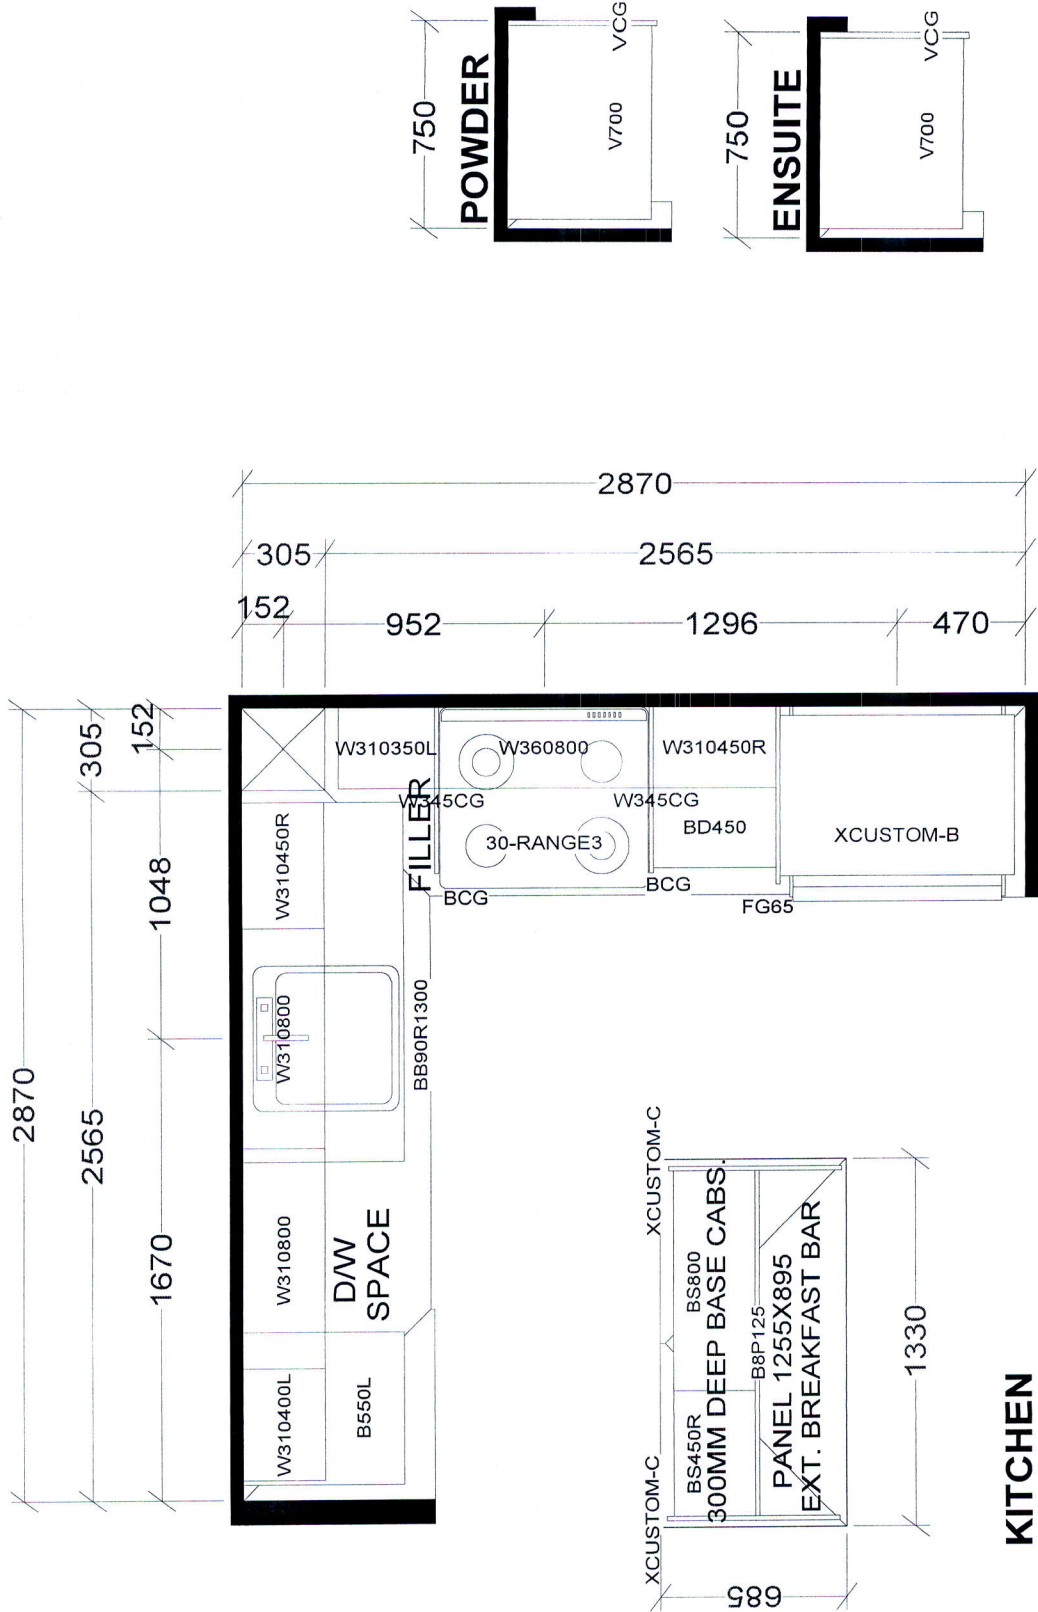 750
POWDER
V700
VCG
750
ENSUITE
V700
VCG
2870
305
2565
152
952
1296
470
2870
305
2565
152
1048
1670
W310350L
W360800
W310450R
W345CG
W345CG
FILLER
30-RANGE3
BD450
XCUSTOM-B
BCG
BCG
FG65
W310450R
W310800
BB90R1300
W310800
D/W
SPACE
W310400L
B550L
XCUSTOM-C
XCUSTOM-C
BS450R
BS800
300MM DEEP BASE CABS.
B8P125
PANEL 1255X895
EXT. BREAKFAST BAR
1330
685
KITCHEN